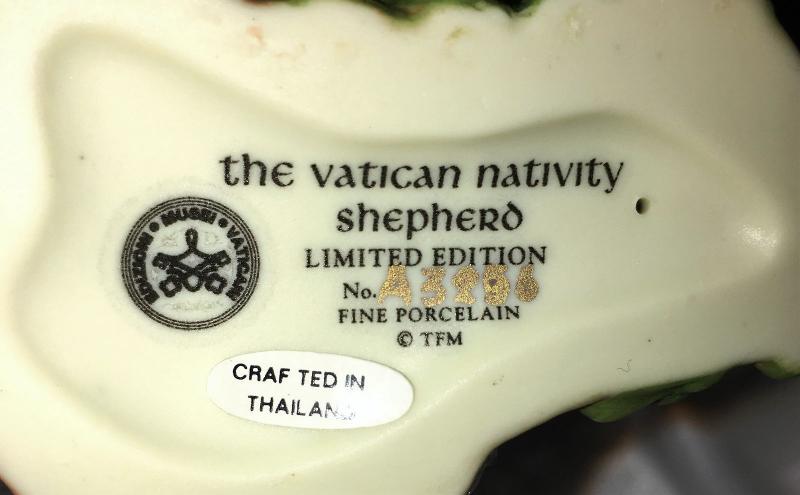 the vatican nativity
shepherd
LIMITED EDITION
No.
FINE PORCELAIN
© TFM
EDIZIONI • MUSEI • VATICANI
CRAF TED IN
THAILAND